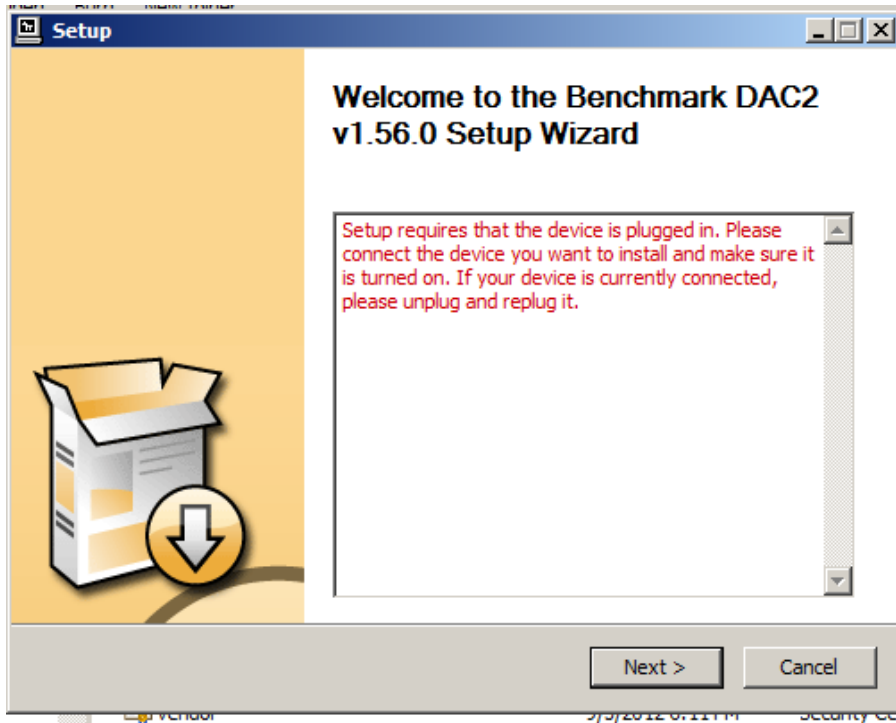 Setup
Welcome to the Benchmark DAC2
v1.56.0 Setup Wizard
Setup requires that the device is plugged in. Please
connect the device you want to install and make sure it
is turned on. If your device is currently connected,
please unplug and replug it.
Next >
Cancel